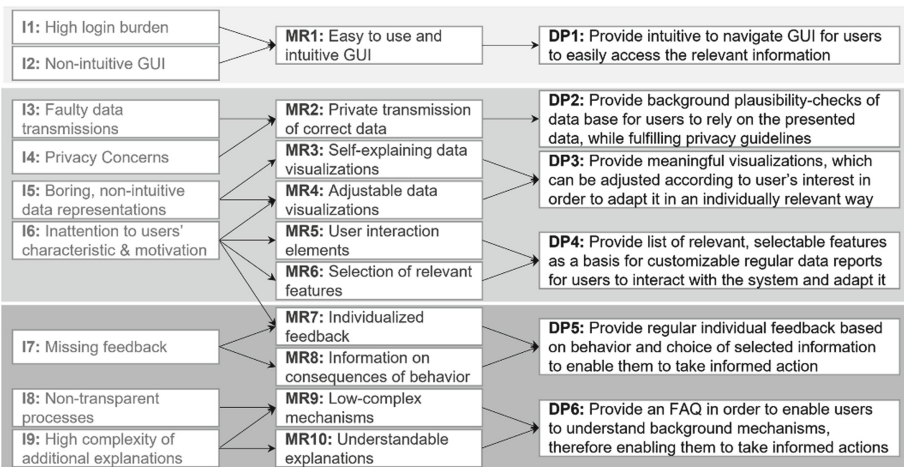 I1: High login burden
I2: Non-intuitive GUI
MR1: Easy to use and
intuitive GUI
DP1: Provide intuitive to navigate GUI for users
to easily access the relevant information
I3: Faulty data
transmissions
I4: Privacy Concerns
I5: Boring, non-intuitive
data representations
I6: Inattention to users'
characteristic & motivation
MR2: Private transmission
of correct data
MR3: Self-explaining data
visualizations
MR4: Adjustable data
visualizations
MR5: User interaction
elements
MR6: Selection of relevant
features
DP2: Provide background plausibility-checks of
data base for users to rely on the presented
data, while fulfilling privacy guidelines
DP3: Provide meaningful visualizations, which
can be adjusted according to user's interest in
order to adapt it in an individually relevant way
DP4: Provide list of relevant, selectable features
as a basis for customizable regular data reports
for users to interact with the system and adapt it
I7: Missing feedback
I8: Non-transparent
processes
I9: High complexity of
additional explanations
MR7: Individualized
feedback
MR8: Information on
consequences of behavior
MR9: Low-complex
mechanisms
MR10: Understandable
explanations
DP5: Provide regular individual feedback based
on behavior and choice of selected information
to enable them to take informed action
DP6: Provide an FAQ in order to enable users
to understand background mechanisms,
therefore enabling them to take informed actions